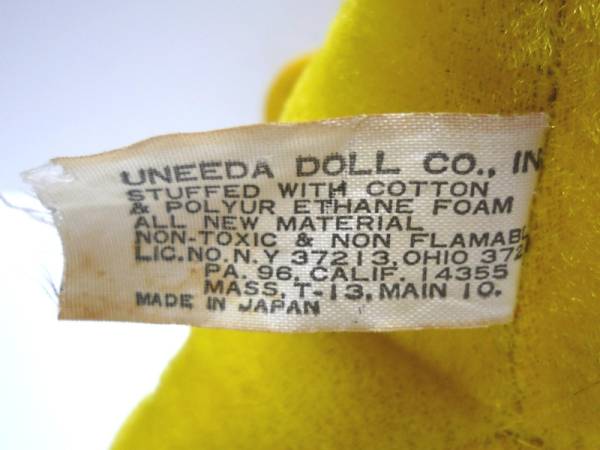 UNEEDA DOLL CO., IN
STUFFED WITH COTTON
& POLYUR ETHANE FOAM
ALL NEW MATERIAL
NON-TOXIC & NON FLAMABL
LIC.NO.N.Y 37213,OHIO 372
PA. 96, CALIF. 14355
MASS, T-13, MAIN 10.
MADE IN JAPAN